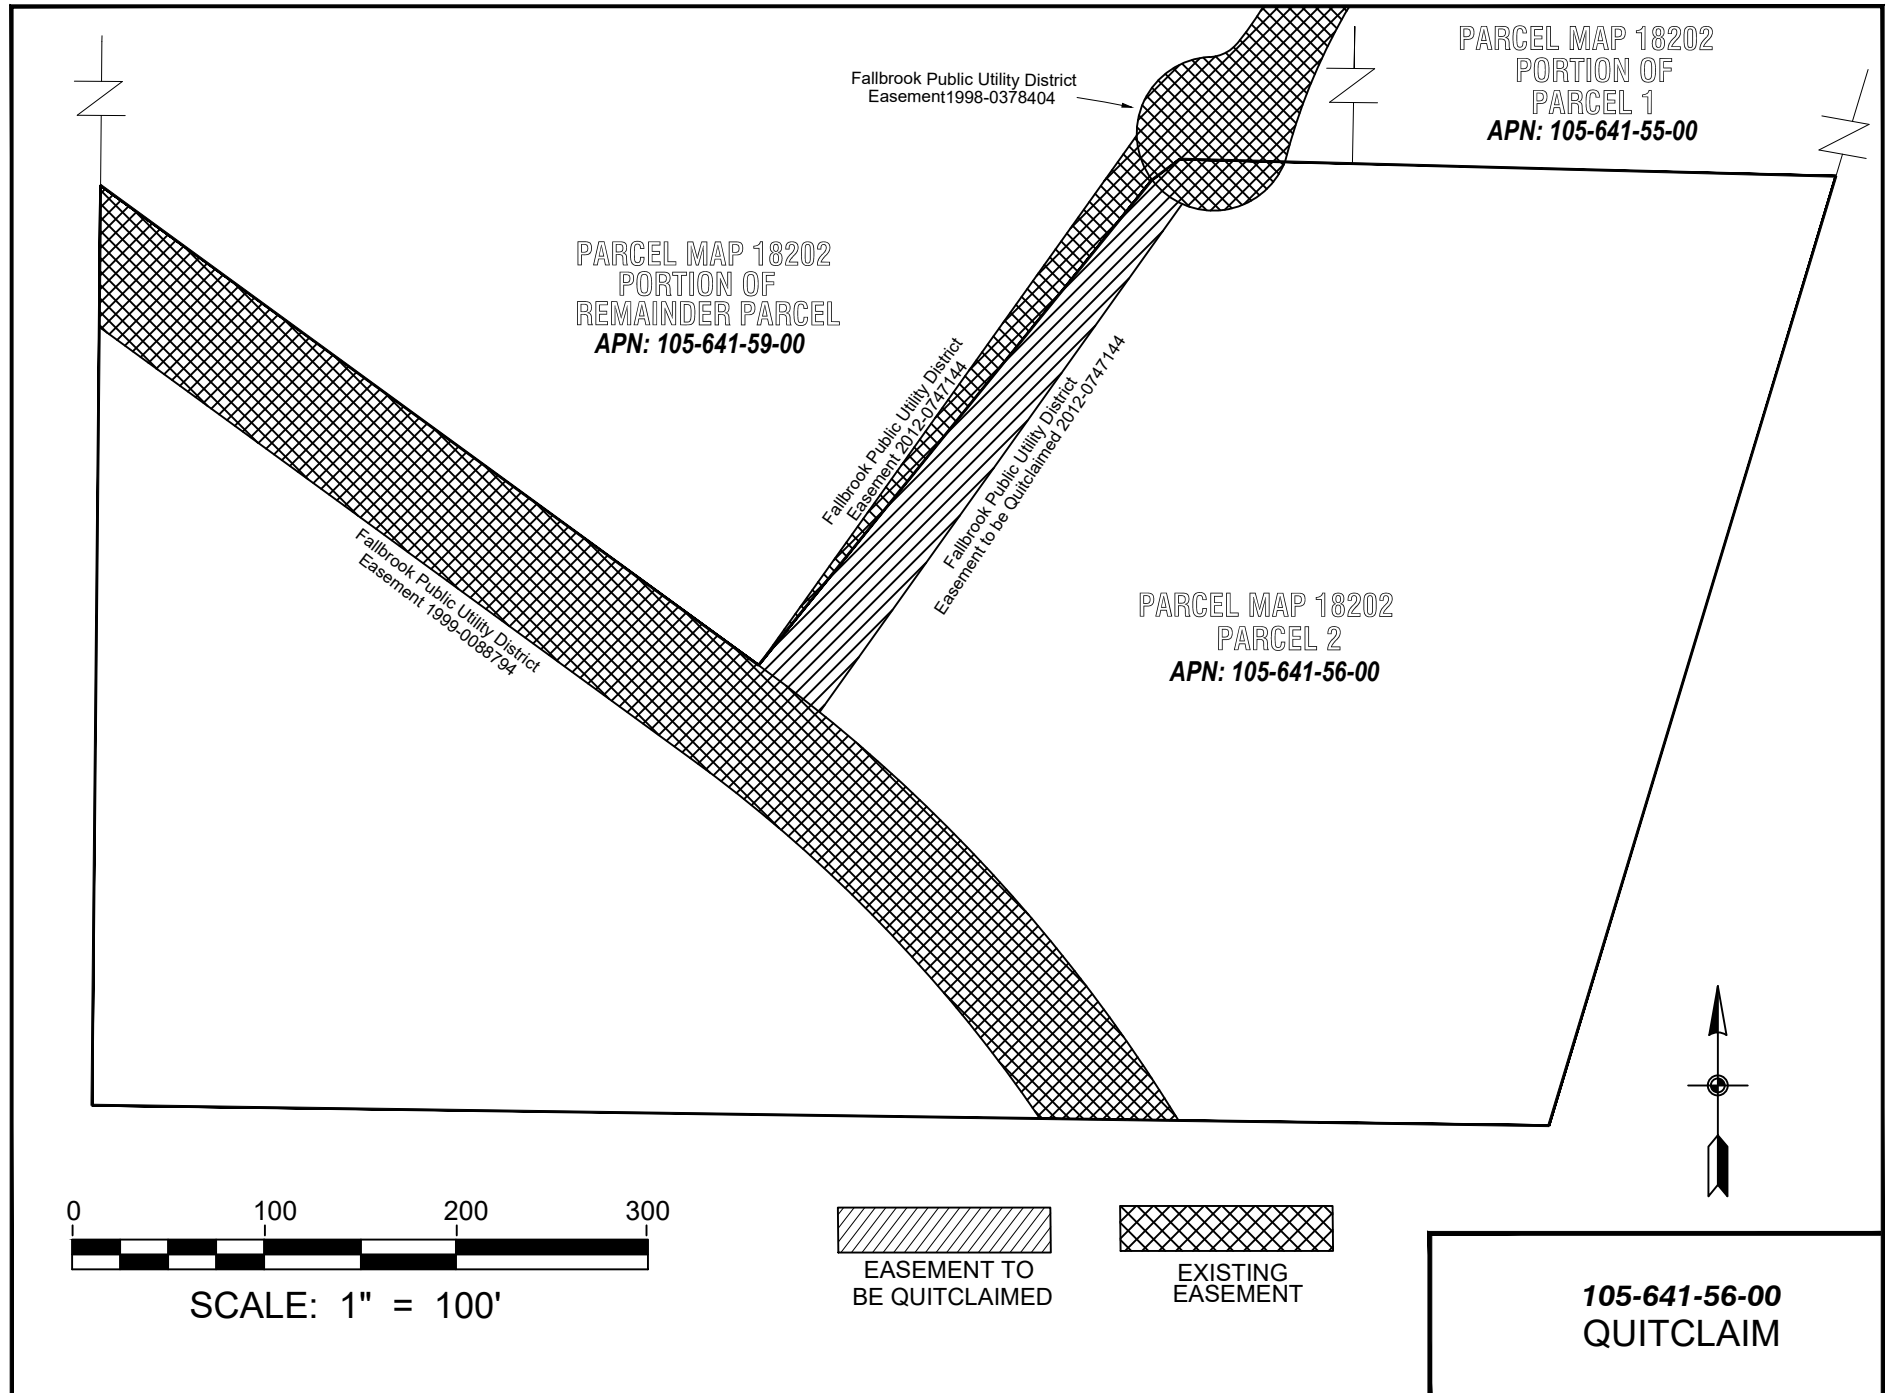 Fallbrook Public Utility District
Easement1998-0378404
PARCEL MAP 18202
PORTION OF
PARCEL 1
APN: 105-641-55-00
PARCEL MAP 18202
PORTION OF
REMAINDER PARCEL
APN: 105-641-59-00
Fallbrook Public Utility District
Easement 2012-0747144
Fallbrook Public Utility District
Easement to be Quitclaimed 2012-0747144
Fallbrook Public Utility District
Easement 1999-0088794
PARCEL MAP 18202
PARCEL 2
APN: 105-641-56-00
0 100 200 300
SCALE: 1" = 100'
EASEMENT TO
BE QUITCLAIMED
EXISTING
EASEMENT
105-641-56-00
QUITCLAIM